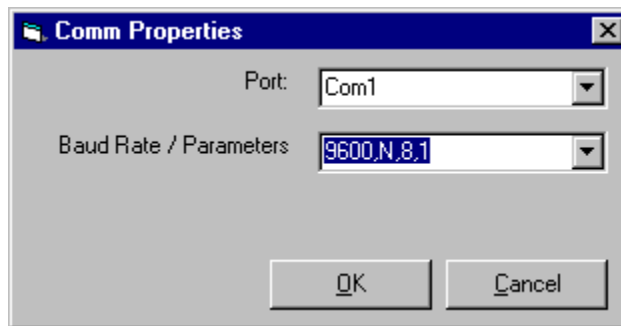 Comm Properties
Port: Com1
Baud Rate / Parameters 9600,N,8,1
OK Cancel